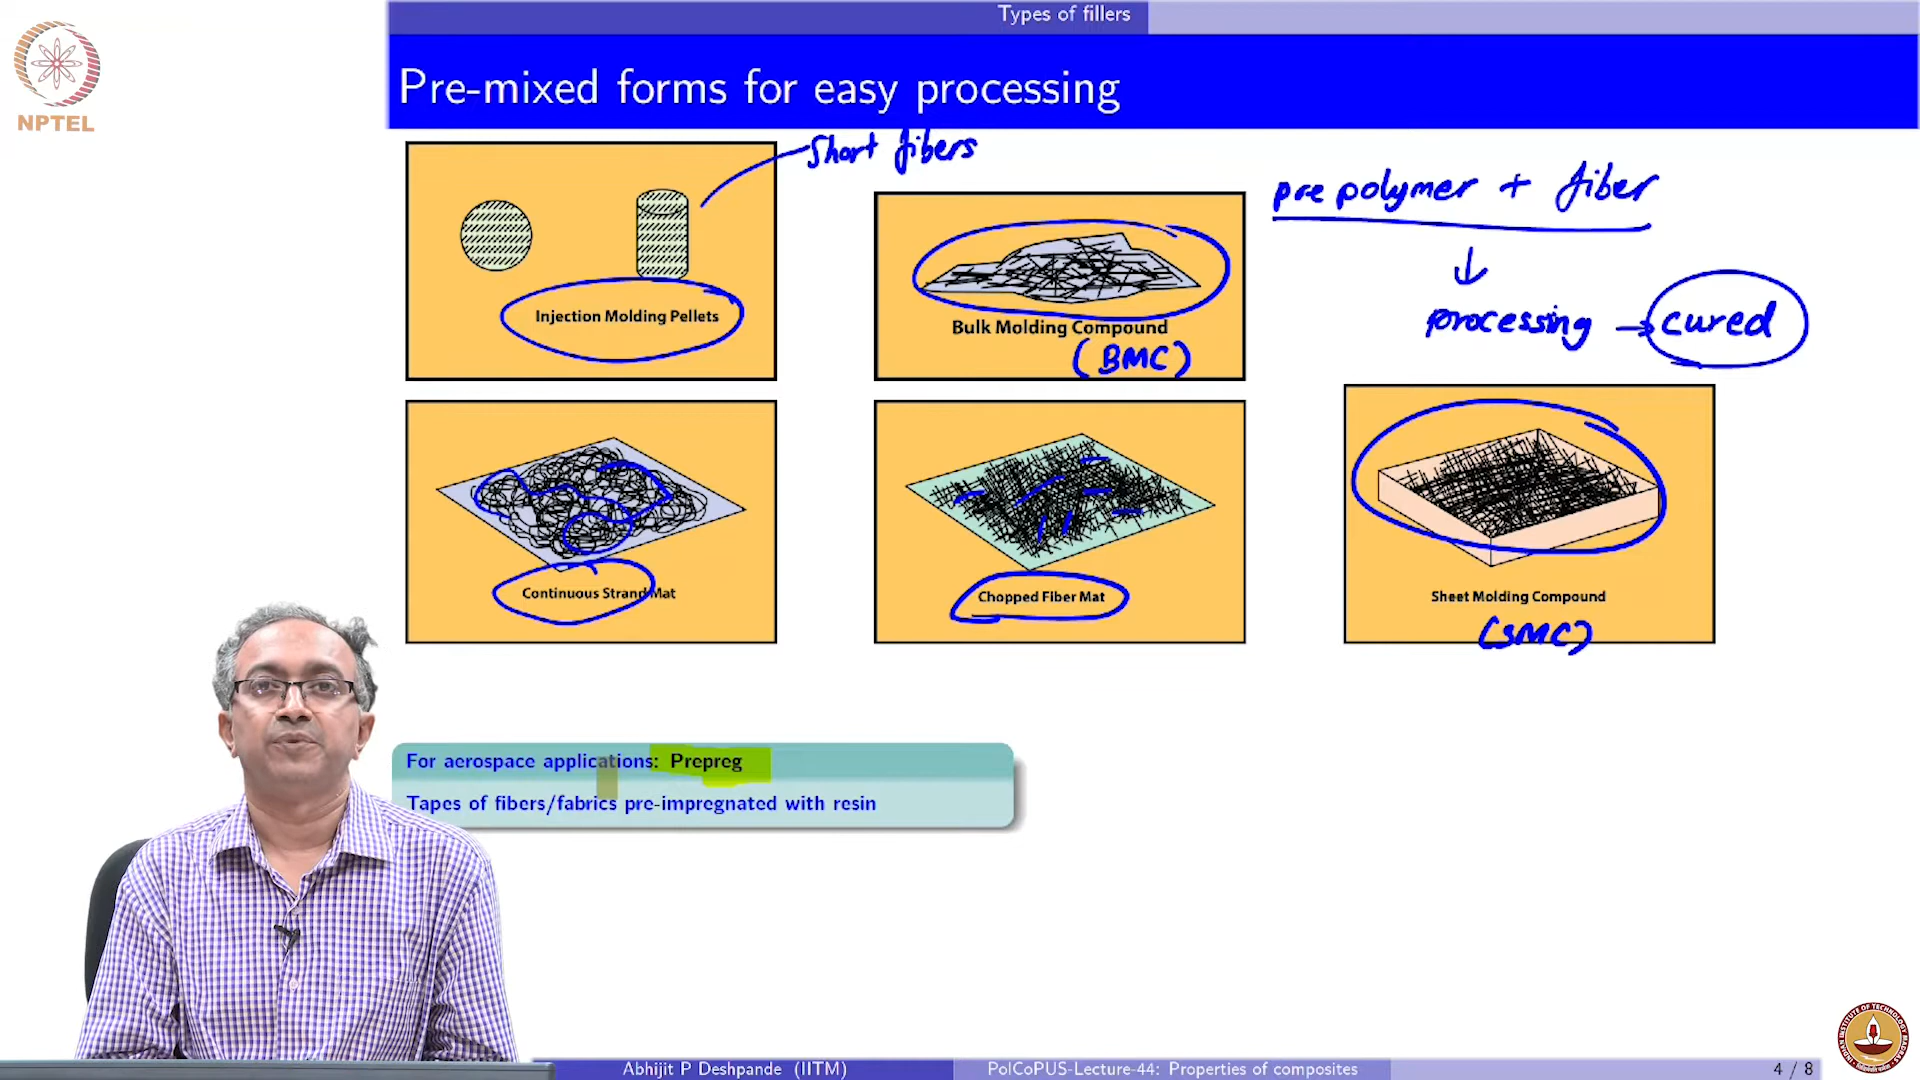 Types of fillers
NPTEL
Pre-mixed forms for easy processing
short fibers
Injection Molding Pellets
Bulk Molding Compound
(BMC)
prepolymer + fiber
↓
processing → cured
Continuous Strand Mat
Chopped Fiber Mat
Sheet Molding Compound
(SMC)
For aerospace applications: Prepreg
Tapes of fibers/fabrics pre-impregnated with resin
Abhijit P Deshpande (IITM)
PolCoPUS-Lecture-44: Properties of composites
4 / 8